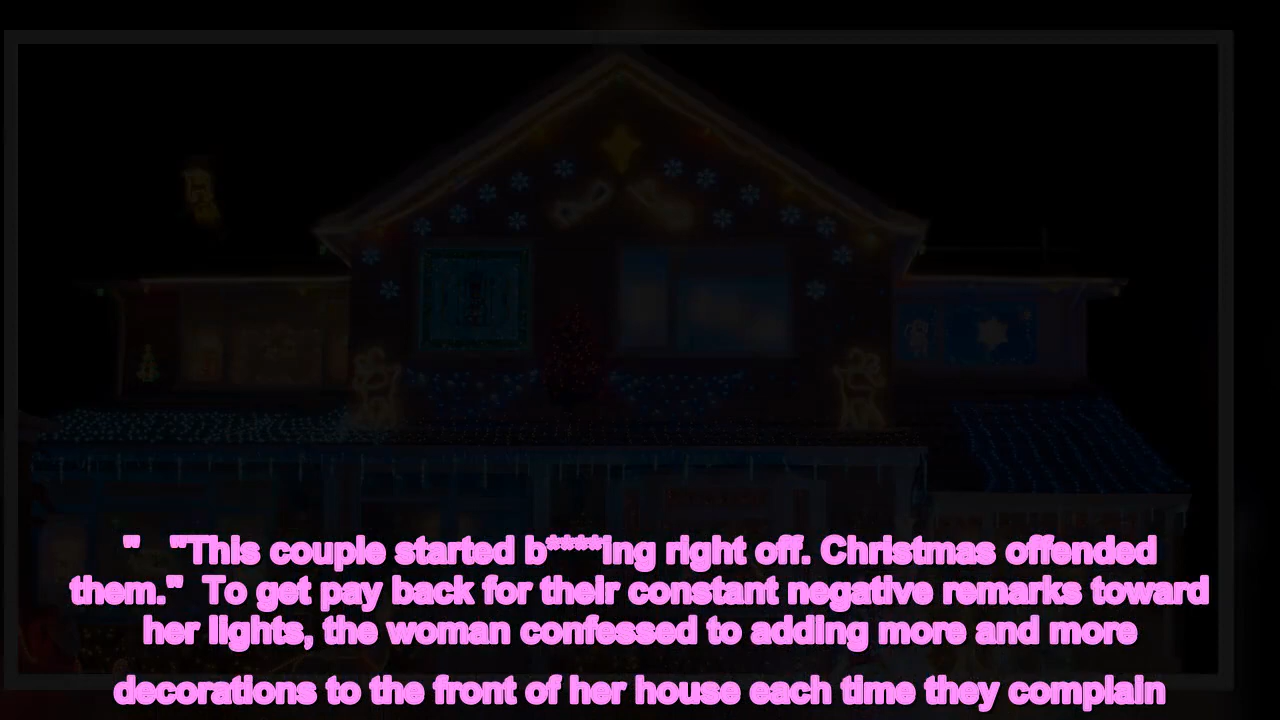 "   "This couple started b****ing right off. Christmas offended
them."  To get pay back for their constant negative remarks toward
her lights, the woman confessed to adding more and more
decorations to the front of her house each time they complain